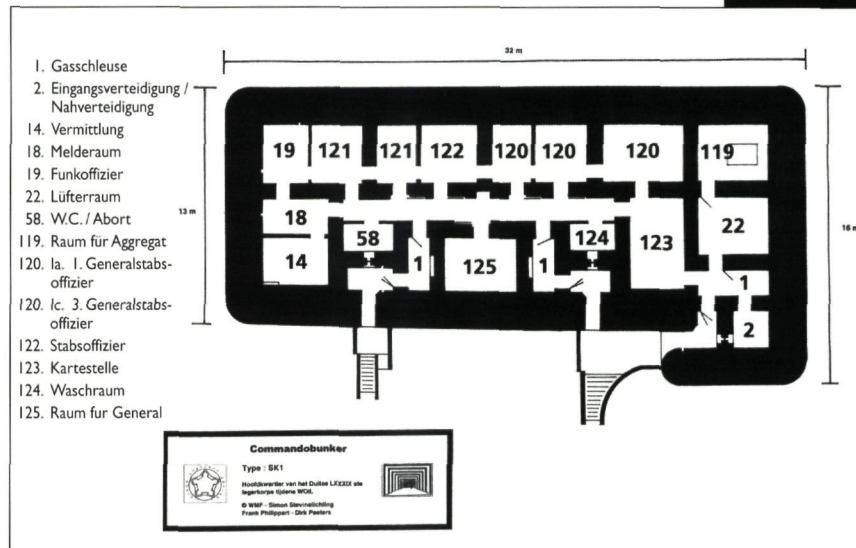 32 m
1. Gasschleuse
2. Eingangsverteidigung /
Nahverteidigung
14. Vermittlung
18. Melderaum
19. Funkoffizier
22. Lüfterraum
58. W.C. / Abort
119. Raum für Aggregat
120. Ia. 1. Generalstabs-
offizier
120. Ic. 3. Generalstabs-
offizier
122. Stabsoffizier
123. Kartestelle
124. Waschraum
125. Raum fur General
13 m
16 m
19 121 121 122 120 120 120 119
18 22
58 124 123
14 1 125 1 1
2
Commandobunker
Type : SK1
Hoofdkwartier van het Duitse LXXXIX ste
legerkorps tijdens WOII.
© WMF - Simon Stevinstichting
Frank Philippart - Dirk Peeters